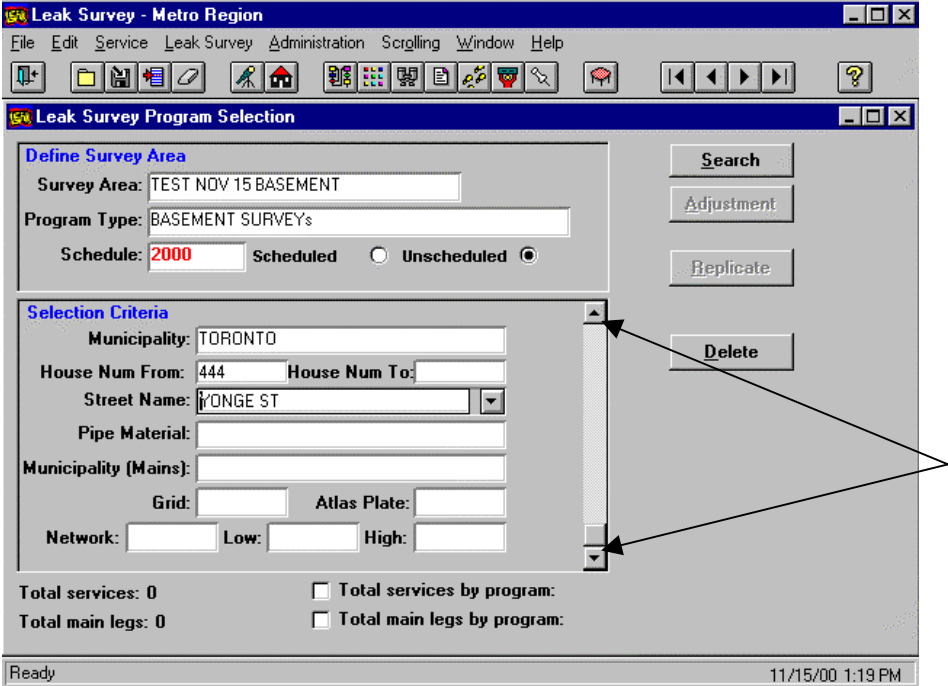 Leak Survey - Metro Region
File Edit Service Leak Survey Administration Scrolling Window Help
Leak Survey Program Selection
Define Survey Area
Survey Area: TEST NOV 15 BASEMENT
Program Type: BASEMENT SURVEYs
Schedule: 2000 Scheduled Unscheduled
Search
Adjustment
Replicate
Delete
Selection Criteria
Municipality: TORONTO
House Num From: 444 House Num To:
Street Name: YONGE ST
Pipe Material:
Municipality (Mains):
Grid: Atlas Plate:
Network: Low: High:
Total services: 0 Total services by program:
Total main legs: 0 Total main legs by program:
Ready 11/15/00 1:19 PM